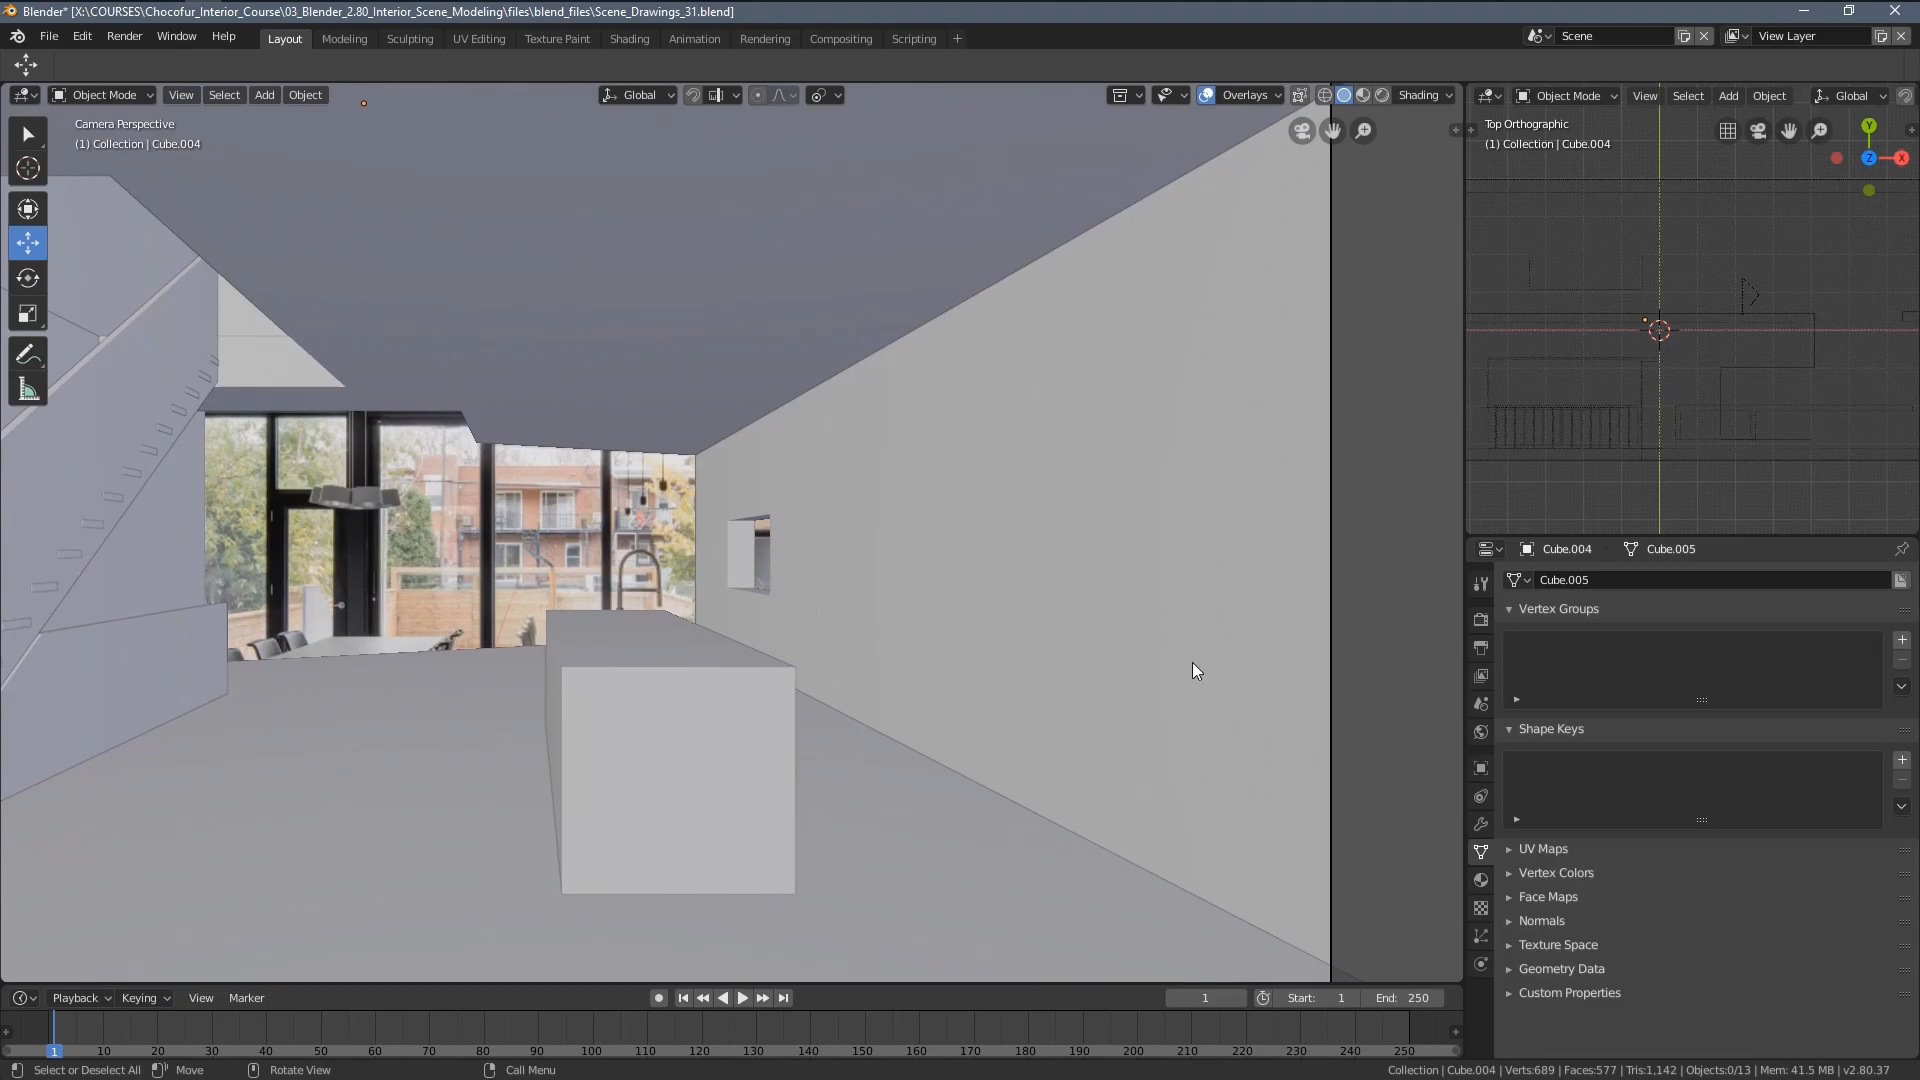 Blender* [X:\COURSES\Chocofur_Interior_Course\03_Blender_2.80_Interior_Scene_Modeling\files\blend_files\Scene_Drawings_31.blend]
File Edit Render Window Help Layout Modeling Sculpting UV Editing Texture Paint Shading Animation Rendering Compositing Scripting + Scene View Layer
Object Mode View Select Add Object Global Overlays Shading Object Mode View Select Add Object Global
Camera Perspective
(1) Collection | Cube.004
Top Orthographic
(1) Collection | Cube.004
Y
Z X
Cube.004 Cube.005
Cube.005
Vertex Groups
Shape Keys
UV Maps
Vertex Colors
Face Maps
Normals
Texture Space
Geometry Data
Custom Properties
Playback Keying View Marker 1 Start: 1 End: 250
1 10 20 30 40 50 60 70 80 90 100 110 120 130 140 150 160 170 180 190 200 210 220 230 240 250
Select or Deselect All Move Rotate View Call Menu Collection | Cube.004 | Verts:689 | Faces:577 | Tris:1,142 | Objects:0/13 | Mem: 41.5 MB | v2.80.37